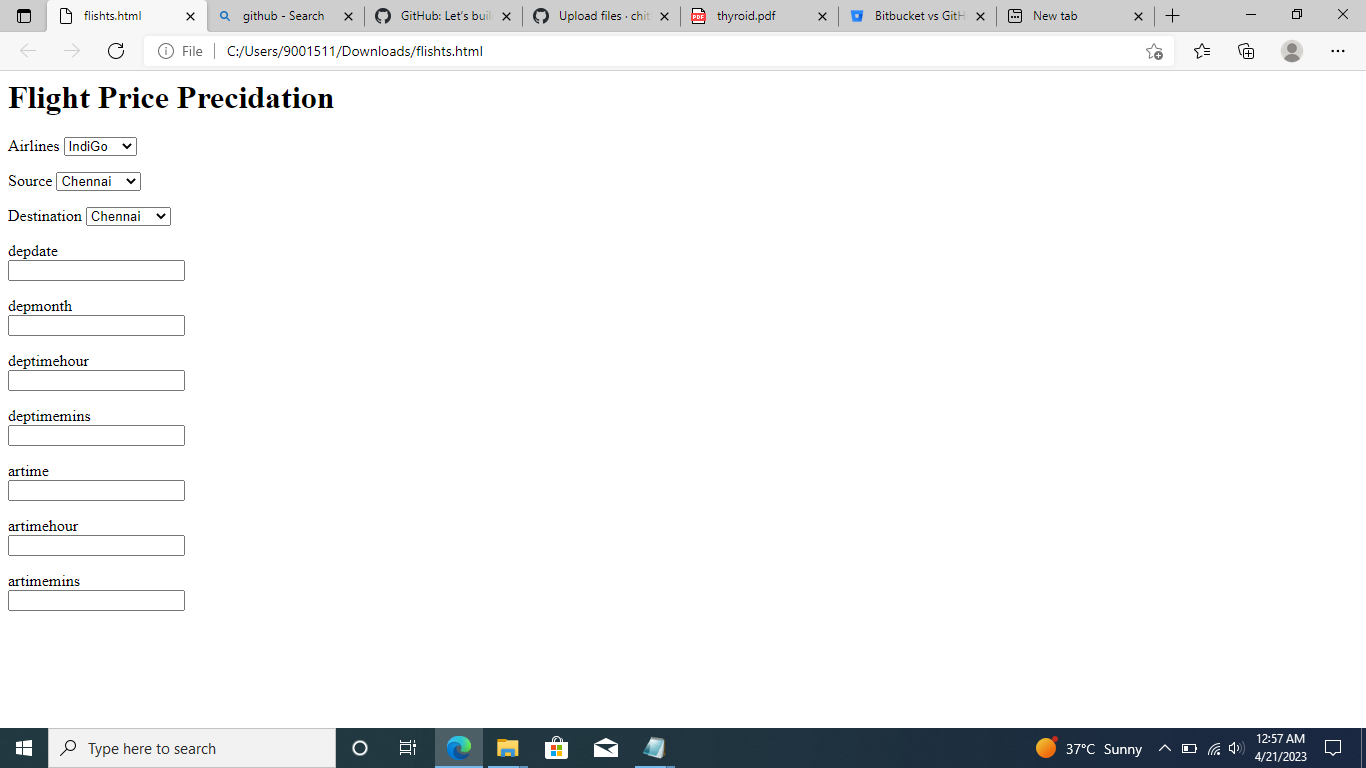 flishts.html
github - Search
GitHub: Let's buil
Upload files · chit
thyroid.pdf
Bitbucket vs GitH
New tab
File
C:/Users/9001511/Downloads/flishts.html
Flight Price Precidation
Airlines IndiGo
Source Chennai
Destination Chennai
depdate
depmonth
deptimehour
deptimemins
artime
artimehour
artimemins
Type here to search
37°C Sunny
12:57 AM
4/21/2023